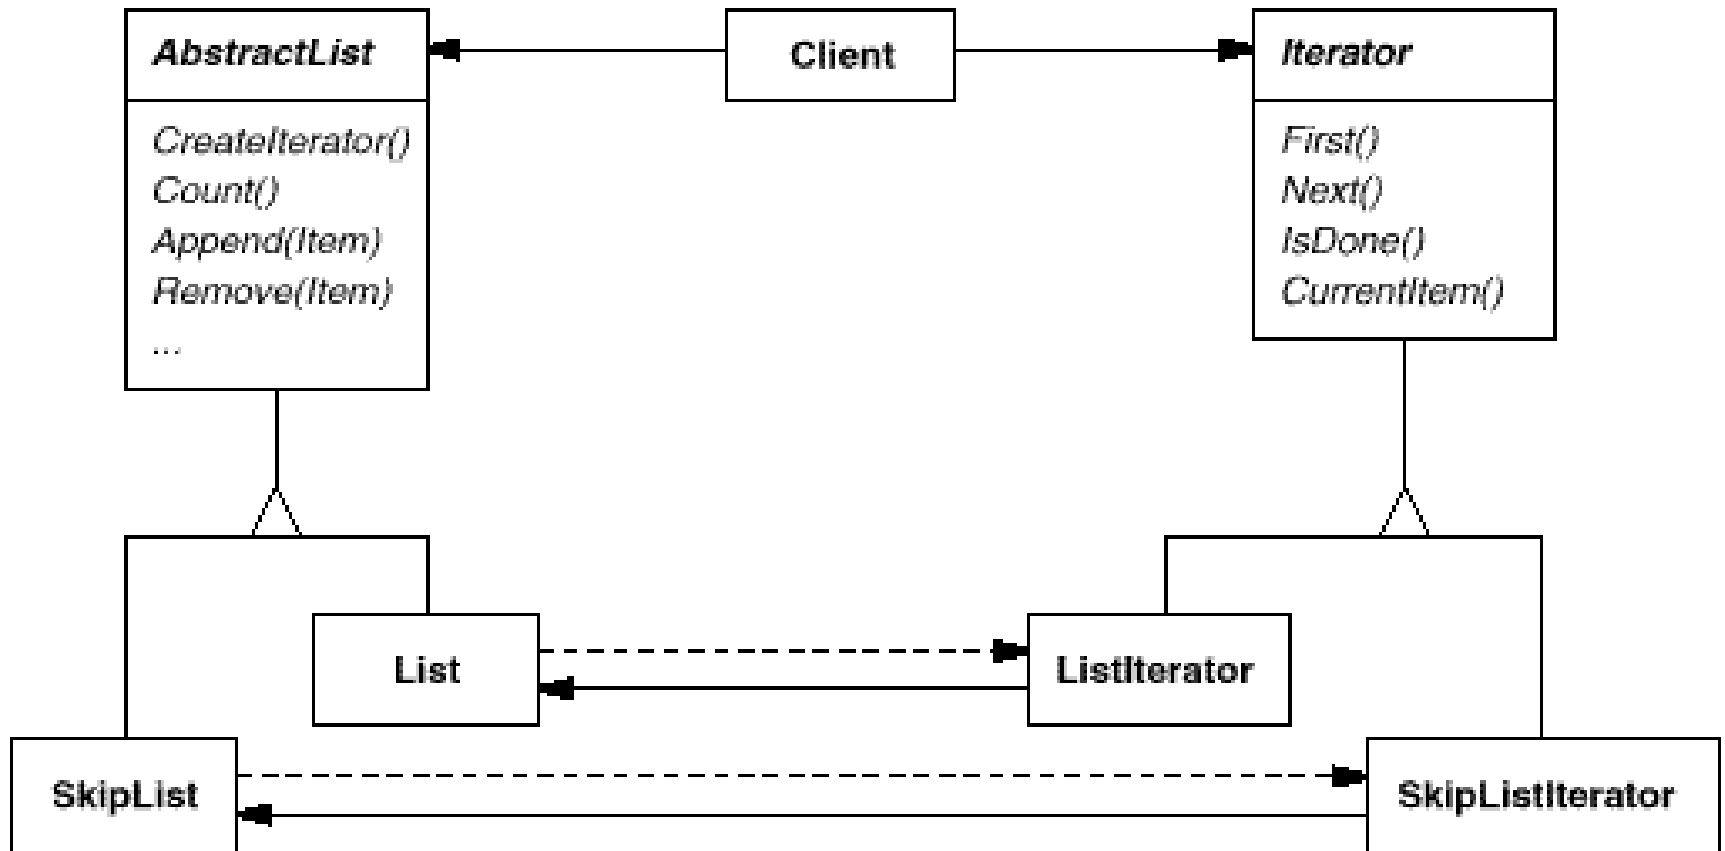 AbstractList
CreateIterator()
Count()
Append(Item)
Remove(Item)
...
Client
Iterator
First()
Next()
IsDone()
CurrentItem()
List
ListIterator
SkipList
SkipListIterator